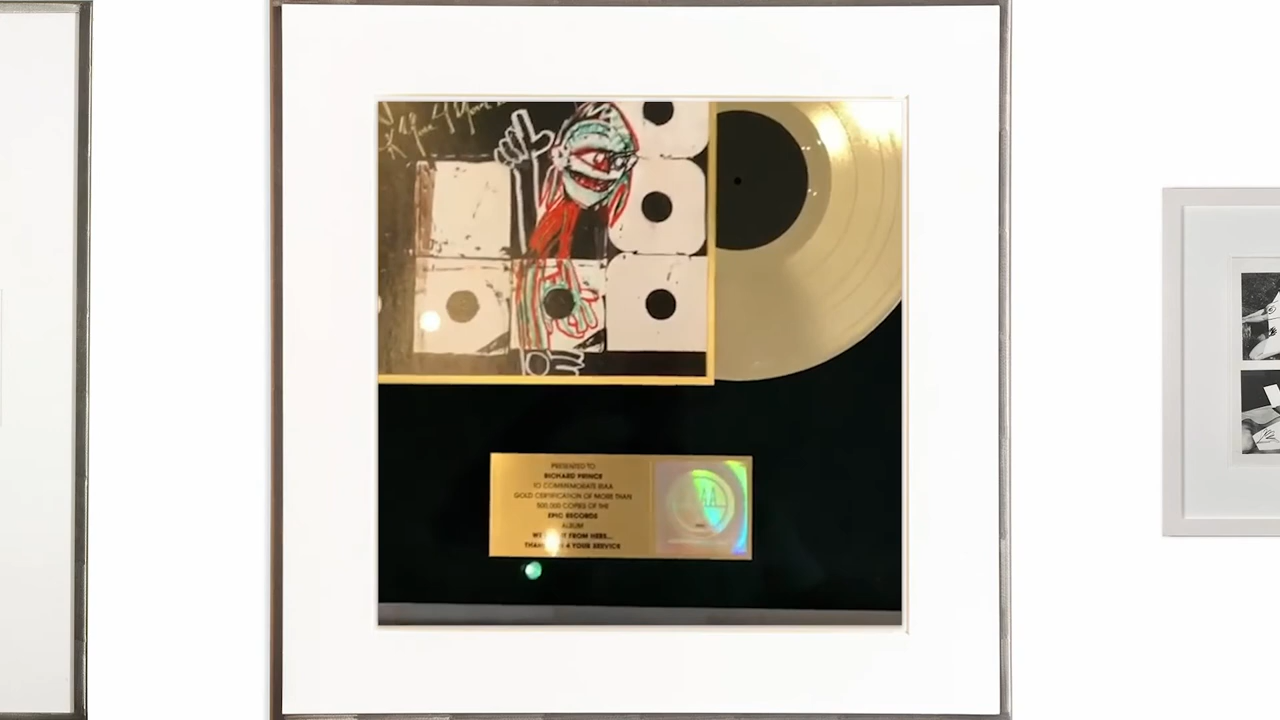 PRESENTED TO
RICHARD PRINCE
TO COMMEMORATE RIAA
GOLD CERTIFICATION OF MORE THAN
500,000 COPIES OF THE
EPIC RECORDS
ALBUM
FROM HERE...
4 YOUR SERVICE